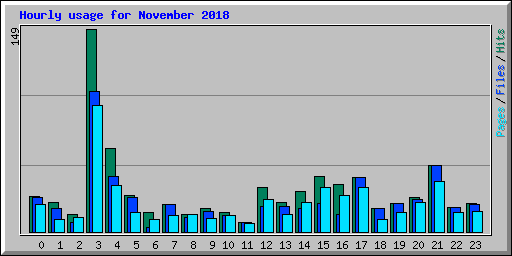 Hourly usage for November 2018
149
Pages/Files/Hits
0 1 2 3 4 5 6 7 8 9 10 11 12 13 14 15 16 17 18 19 20 21 22 23